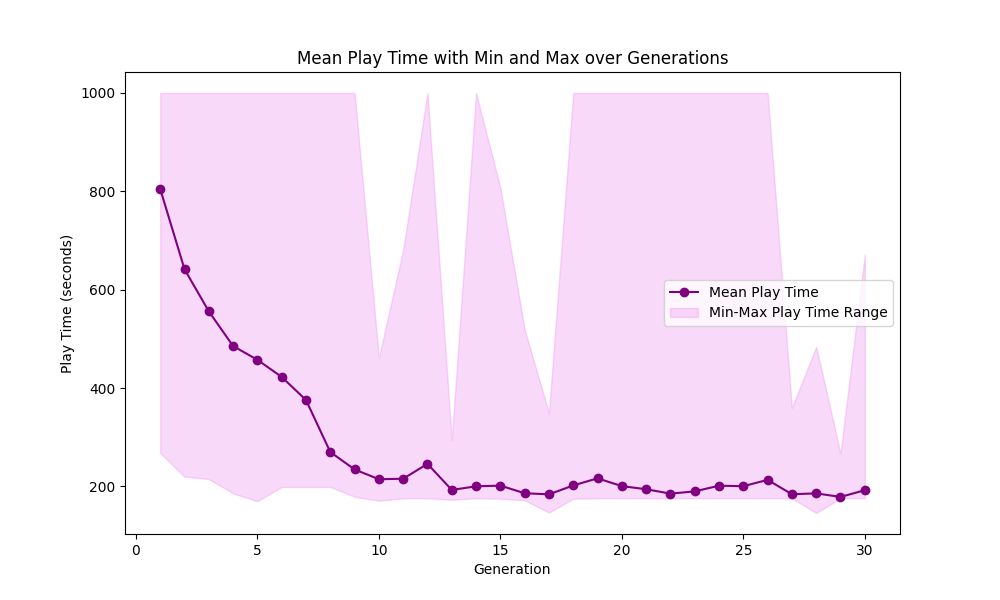 Mean Play Time with Min and Max over Generations
1000
800
600
400
200
Play Time (seconds)
Mean Play Time
Min-Max Play Time Range
0 5 10 15 20 25 30
Generation